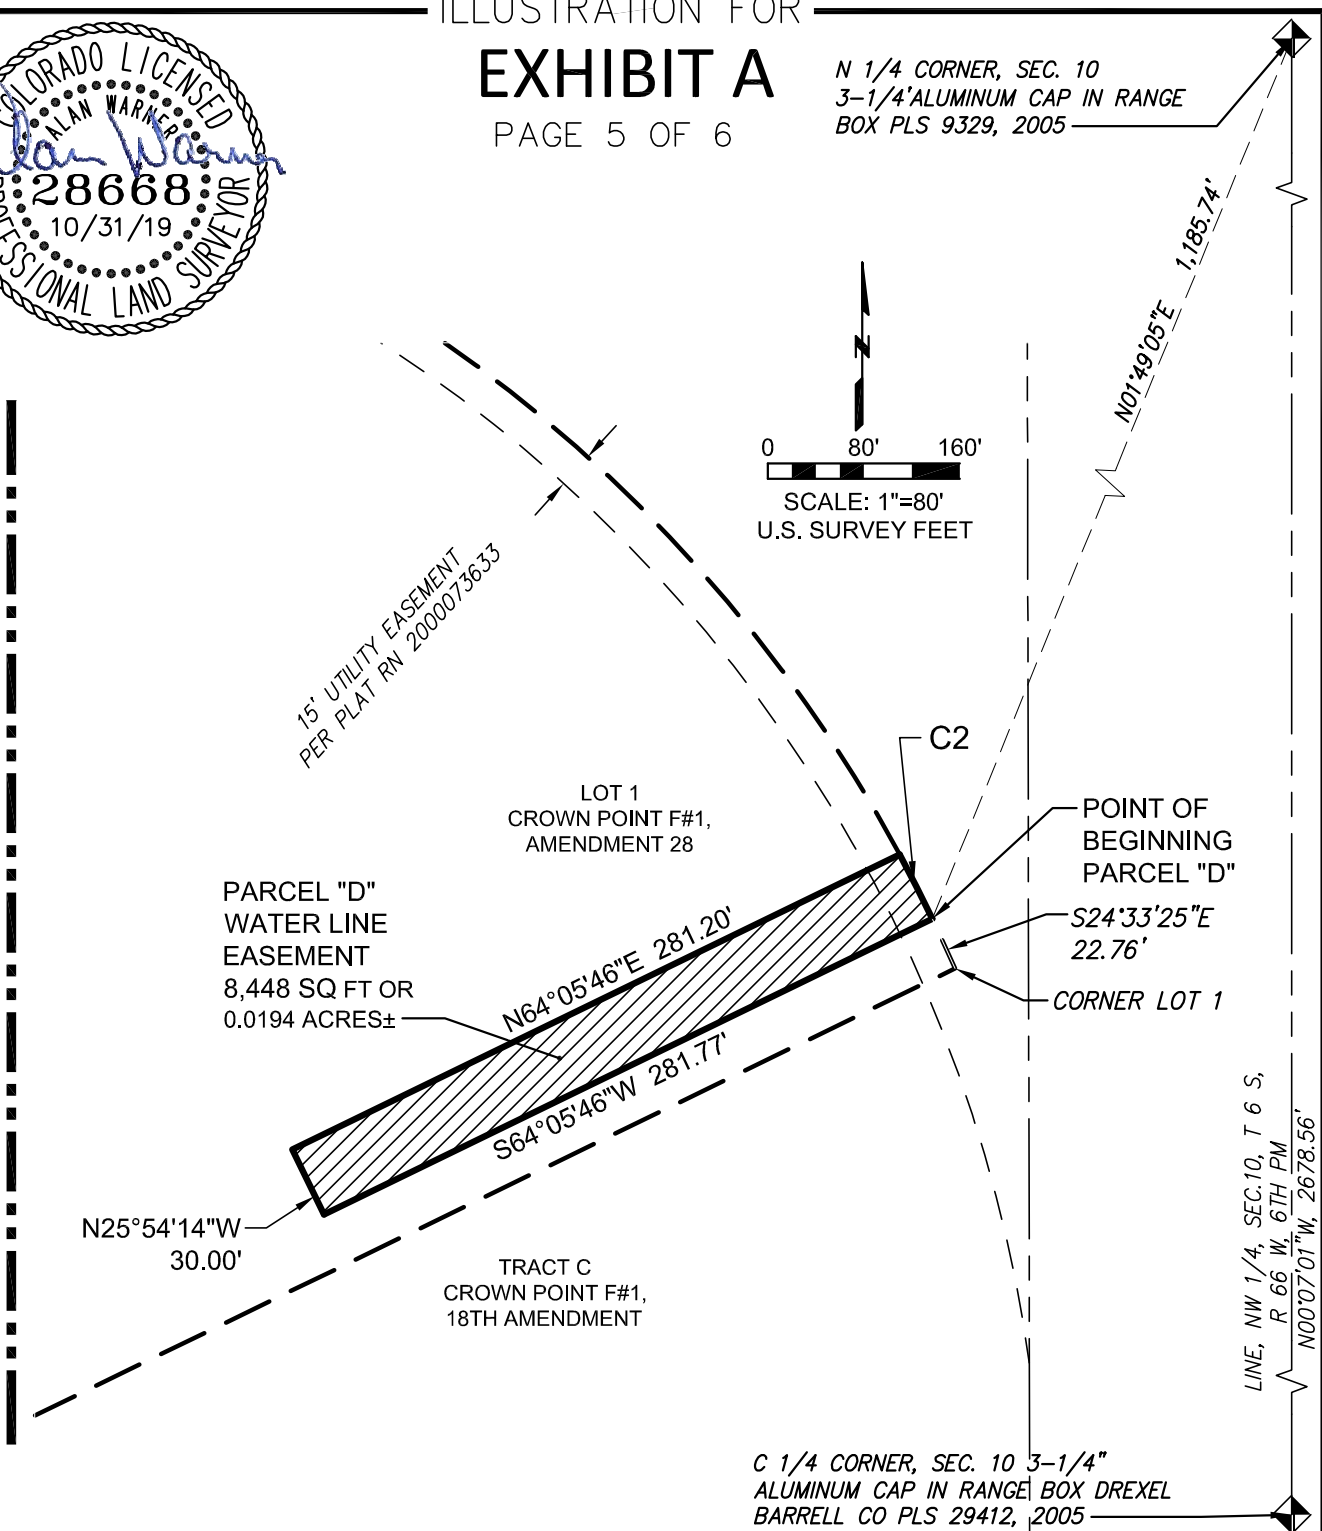 ILLUSTRATION FOR
EXHIBIT A
PAGE 5 OF 6
COLORADO LICENSED
ALAN WARNER
Alan Warner
28668
10/31/19
PROFESSIONAL LAND SURVEYOR
N 1/4 CORNER, SEC. 10
3-1/4'ALUMINUM CAP IN RANGE
BOX PLS 9329, 2005
N01°49'05"E 1,185.74'
0 80' 160'
SCALE: 1"=80'
U.S. SURVEY FEET
15' UTILITY EASEMENT
PER PLAT RN 2000073633
C2
LOT 1
CROWN POINT F#1,
AMENDMENT 28
POINT OF
BEGINNING
PARCEL "D"
S24°33'25"E
22.76'
CORNER LOT 1
PARCEL "D"
WATER LINE
EASEMENT
8,448 SQ FT OR
0.0194 ACRES±
N64°05'46"E 281.20'
S64°05'46"W 281.77'
N25°54'14"W
30.00'
TRACT C
CROWN POINT F#1,
18TH AMENDMENT
LINE, NW 1/4, SEC.10, T 6 S,
R 66 W, 6TH PM
N00°07'01"W, 2678.56'
C 1/4 CORNER, SEC. 10 3-1/4"
ALUMINUM CAP IN RANGE BOX DREXEL
BARRELL CO PLS 29412, 2005